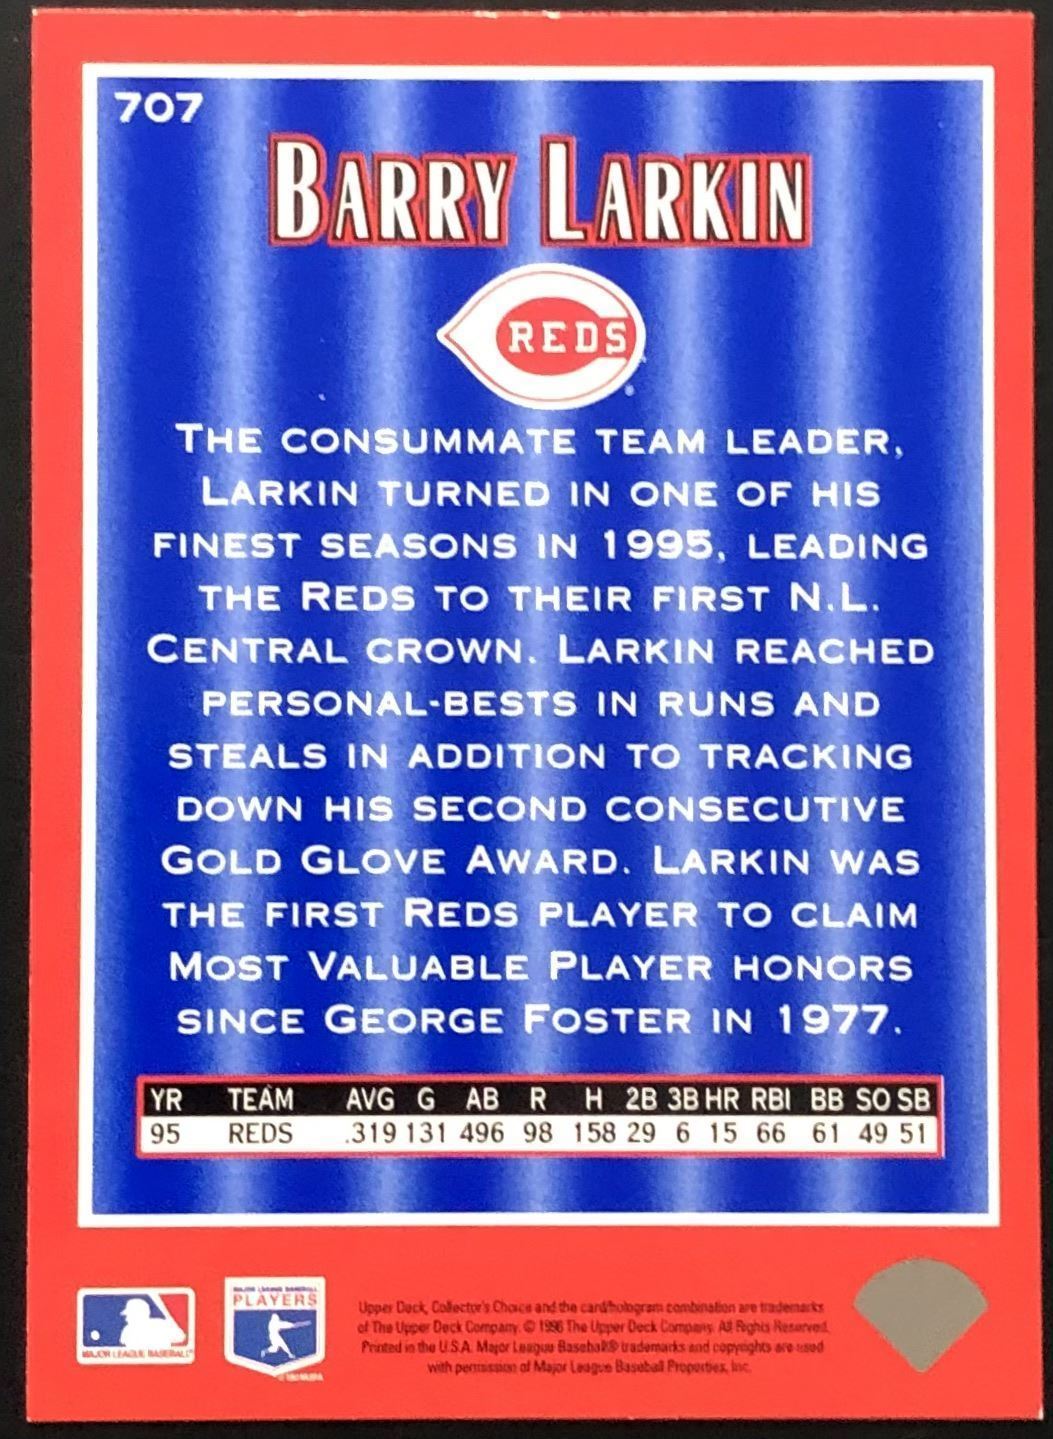 707
BARRY LARKIN
REDS
THE CONSUMMATE TEAM LEADER,
LARKIN TURNED IN ONE OF HIS
FINEST SEASONS IN 1995, LEADING
THE REDS TO THEIR FIRST N.L.
CENTRAL CROWN. LARKIN REACHED
PERSONAL-BESTS IN RUNS AND
STEALS IN ADDITION TO TRACKING
DOWN HIS SECOND CONSECUTIVE
GOLD GLOVE AWARD. LARKIN WAS
THE FIRST REDS PLAYER TO CLAIM
MOST VALUABLE PLAYER HONORS
SINCE GEORGE FOSTER IN 1977.
YR TEAM AVG G AB R H 2B 3B HR RBI BB SO SB
95 REDS .319 131 496 98 158 29 6 15 66 61 49 51
MAJOR LEAGUE BASEBALL
PLAYERS
MAJOR LEAGUE BASEBALL
Upper Deck, Collector's Choice and the card/hologram combination are trademarks
of The Upper Deck Company. © 1996 The Upper Deck Company. All Rights Reserved.
Printed in the U.S.A. Major League Baseball® trademarks and copyrights are used
with permission of Major League Baseball Properties, Inc.